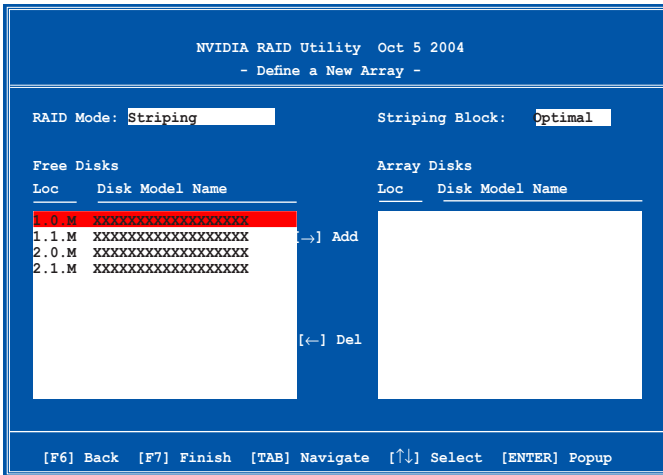 NVIDIA RAID Utility Oct 5 2004
- Define a New Array -
RAID Mode: Striping Striping Block: Optimal
Free Disks Array Disks
Loc Disk Model Name Loc Disk Model Name
1.0.M XXXXXXXXXXXXXXXXXX
1.1.M XXXXXXXXXXXXXXXXXX
[→] Add
2.0.M XXXXXXXXXXXXXXXXXX
2.1.M XXXXXXXXXXXXXXXXXX
[←] Del
[F6] Back [F7] Finish [TAB] Navigate [↑↓] Select [ENTER] Popup